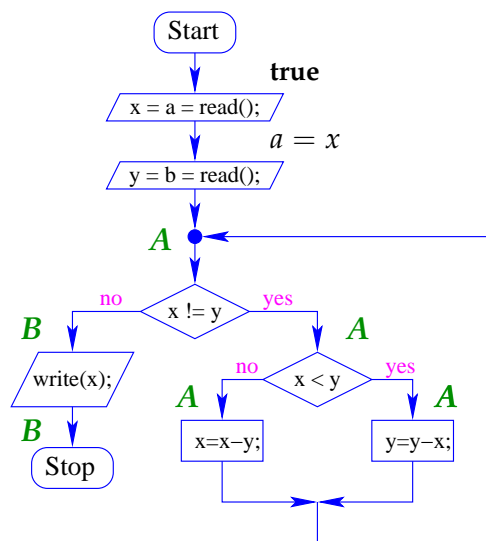 Start
true
x = a = read();
a = x
y = b = read();
A
no
x != y
yes
B
A
write(x);
no
x < y
yes
A
A
B
x=x−y;
y=y−x;
Stop